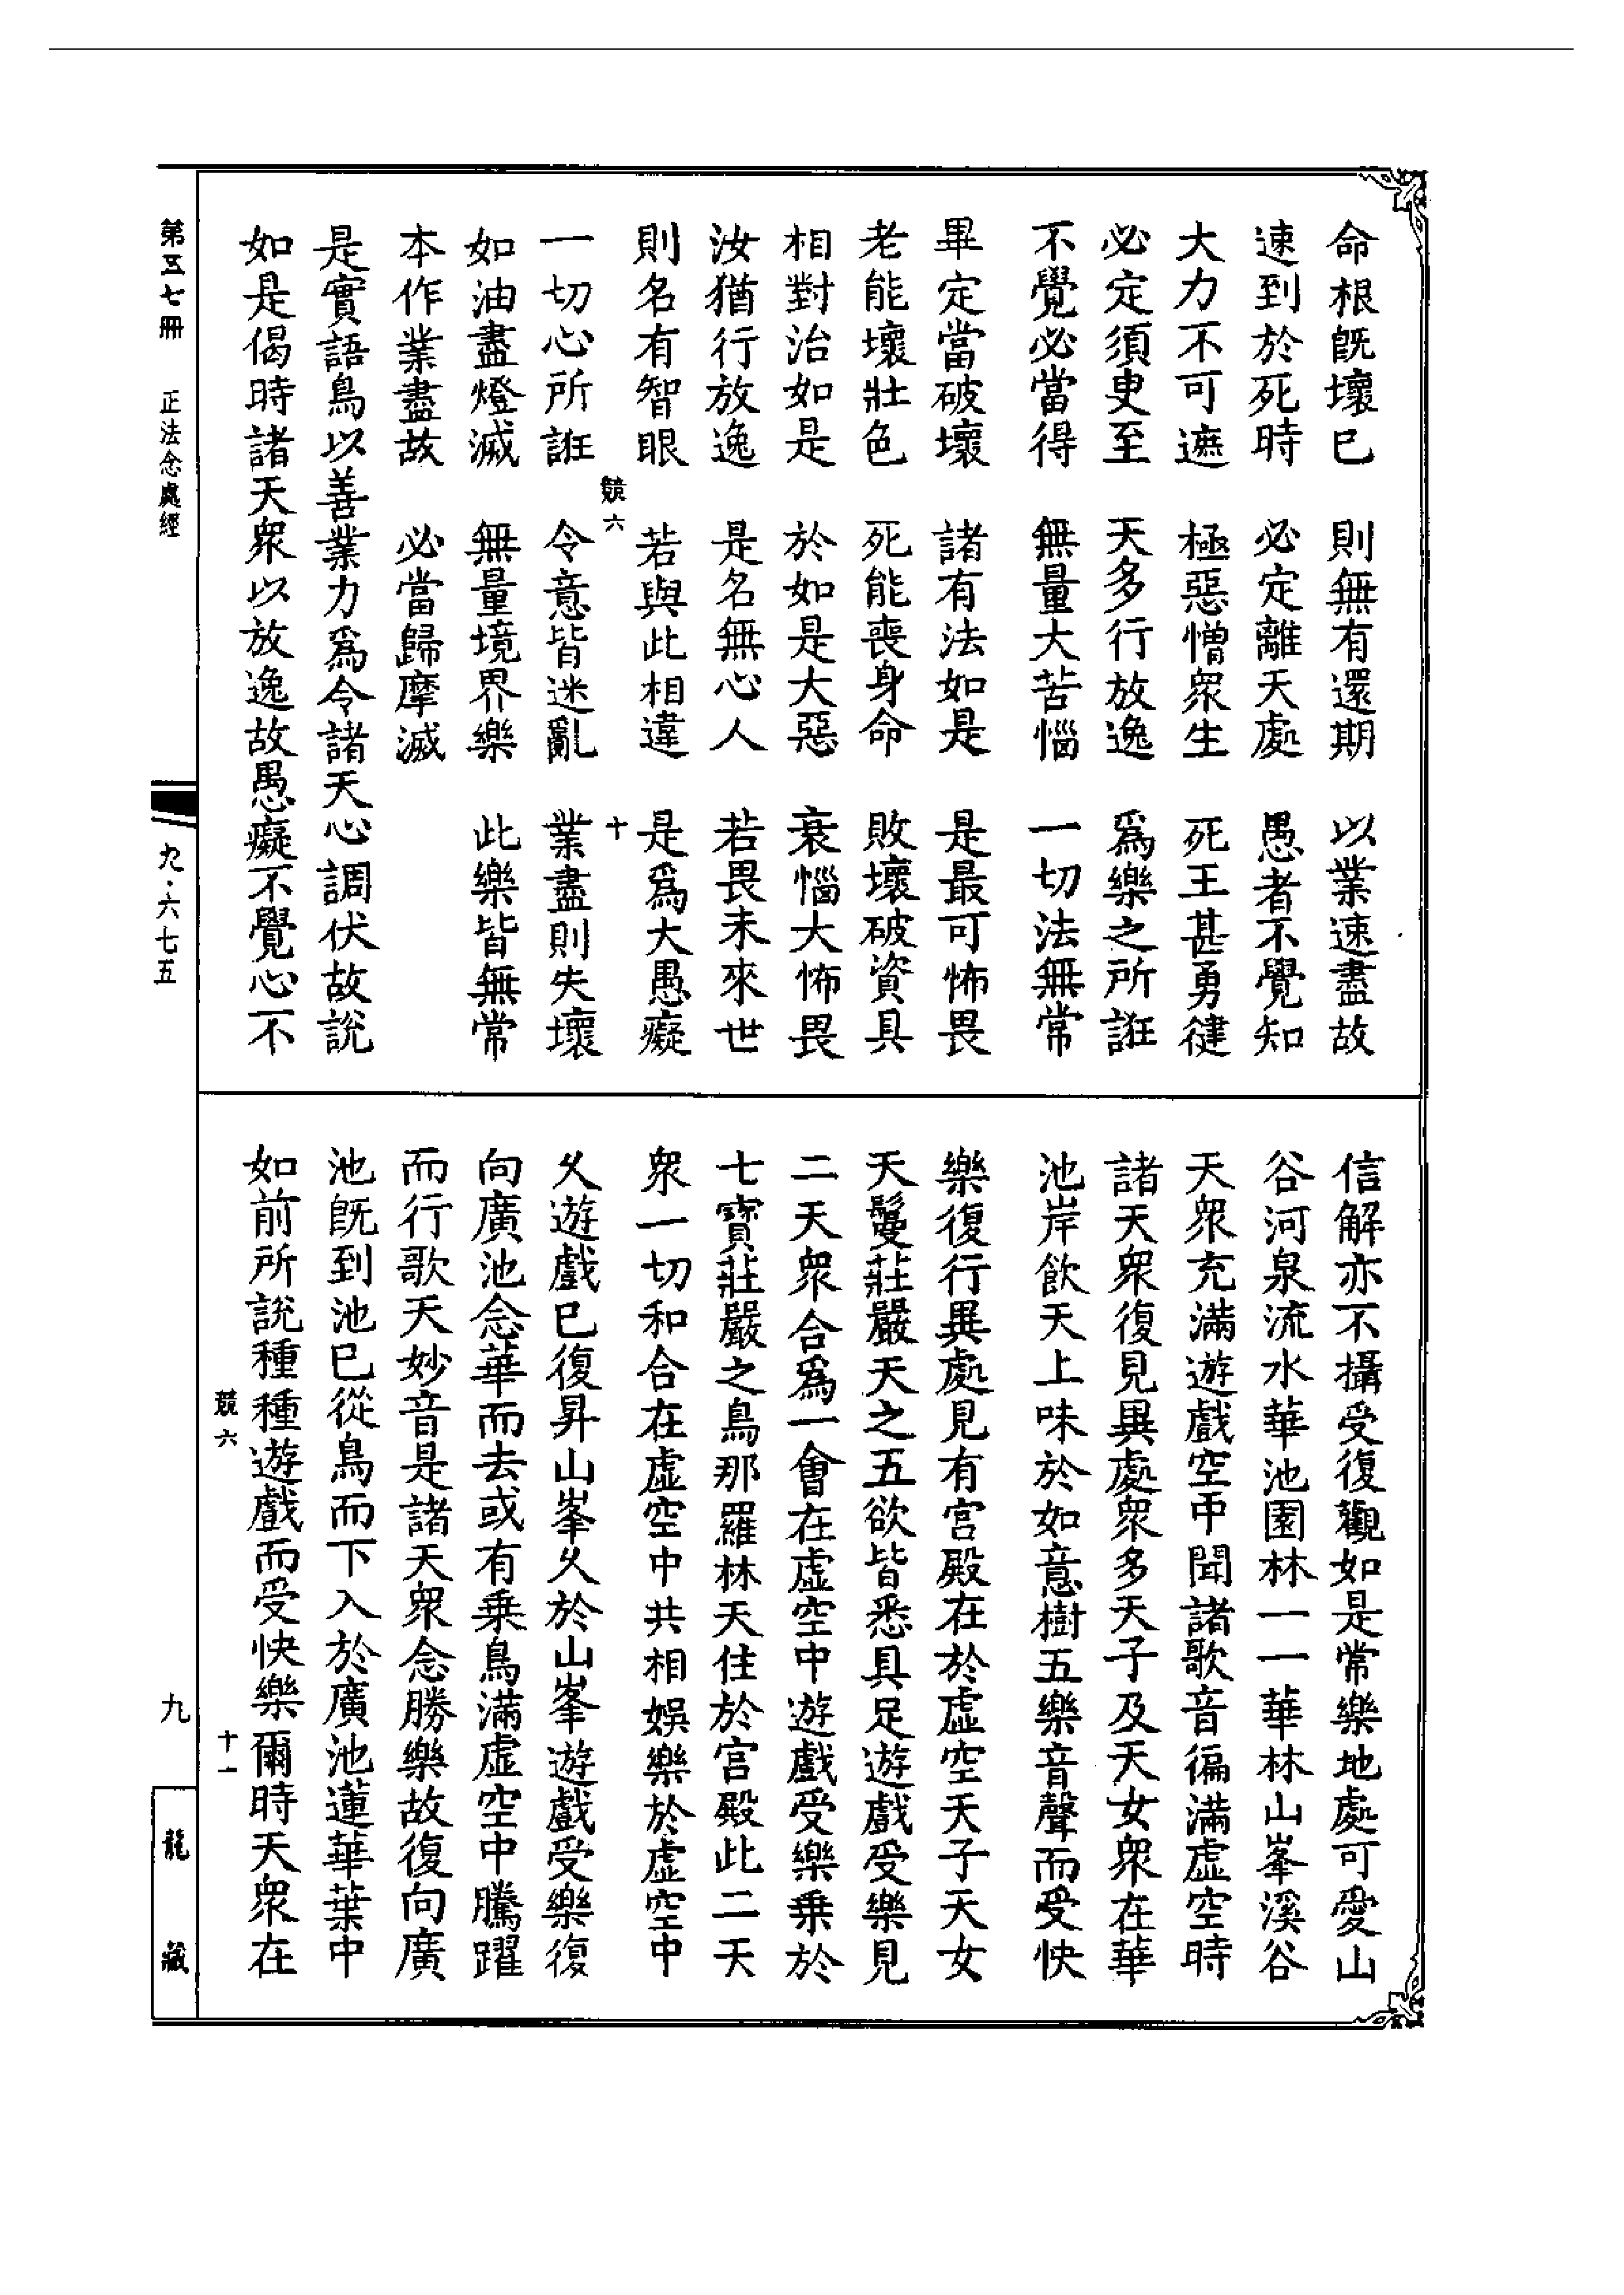 命根旣壞已　則無有還期　以業速盡故
速到於死時　必定離天處　愚者不覺知
大力不可遮　極惡憎衆生　死王甚勇健
必定須臾至　天多行放逸　爲樂之所誑
不覺必當得　無量大苦惱　一切法無常
畢定當破壞　諸有法如是　是最可怖畏
老能壞壯色　死能喪身命　敗壞破資具
相對治如是　於如是大惡　衰惱大怖畏
汝猶行放逸　是名無心人　若畏未來世
則名有智眼　若與此相違　是爲大愚癡
競六　十
一切心所誑　令意皆迷亂　業盡則失壞
如油盡燈滅　無量境界樂　此樂皆無常
本作業盡故　必當歸摩滅
是實語鳥以善業力爲令諸天心調伏故說
如是偈時諸天衆以放逸故愚癡不覺心不
信解亦不攝受復觀如是常樂地處可愛山
谷河泉流水華池園林一一華林山峯溪谷
天衆充滿遊戲空中聞諸歌音徧滿虛空時
諸天衆復見異處衆多天子及天女衆在華
池岸飲天上味於如意樹五樂音聲而受快
樂復行異處見有宮殿在於虛空天子天女
天鬘莊嚴天之五欲皆悉具足遊戲受樂見
二天衆合爲一會在虛空中遊戲受樂乗於
七寶莊嚴之鳥那羅林天住於宮殿此二天
衆一切和合在虛空中共相娛樂於虛空中
久遊戲已復昇山峯久於山峯遊戲受樂復
向廣池念華而去或有乗鳥滿虛空中騰躍
而行歌天妙音是諸天衆念勝樂故復向廣
池旣到池已從鳥而下入於廣池蓮華葉中
如前所說種種遊戲而受快樂爾時天衆在
競六　十一
第五七冊　正法念處經
九·六七五
九
龍藏